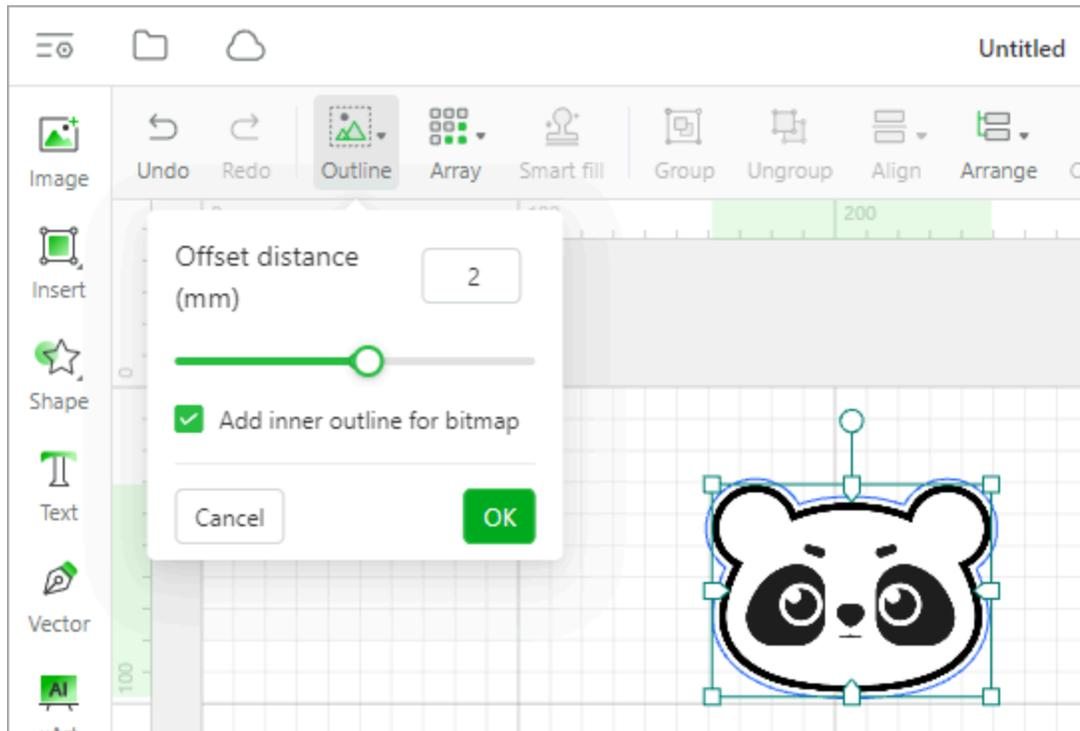 Untitled
Image
Undo
Redo
Outline
Array
Smart fill
Group
Ungroup
Align
Arrange
200
Offset distance
(mm)
2
Insert
0
Shape
Add inner outline for bitmap
Text
Cancel
OK
Vector
100
AI